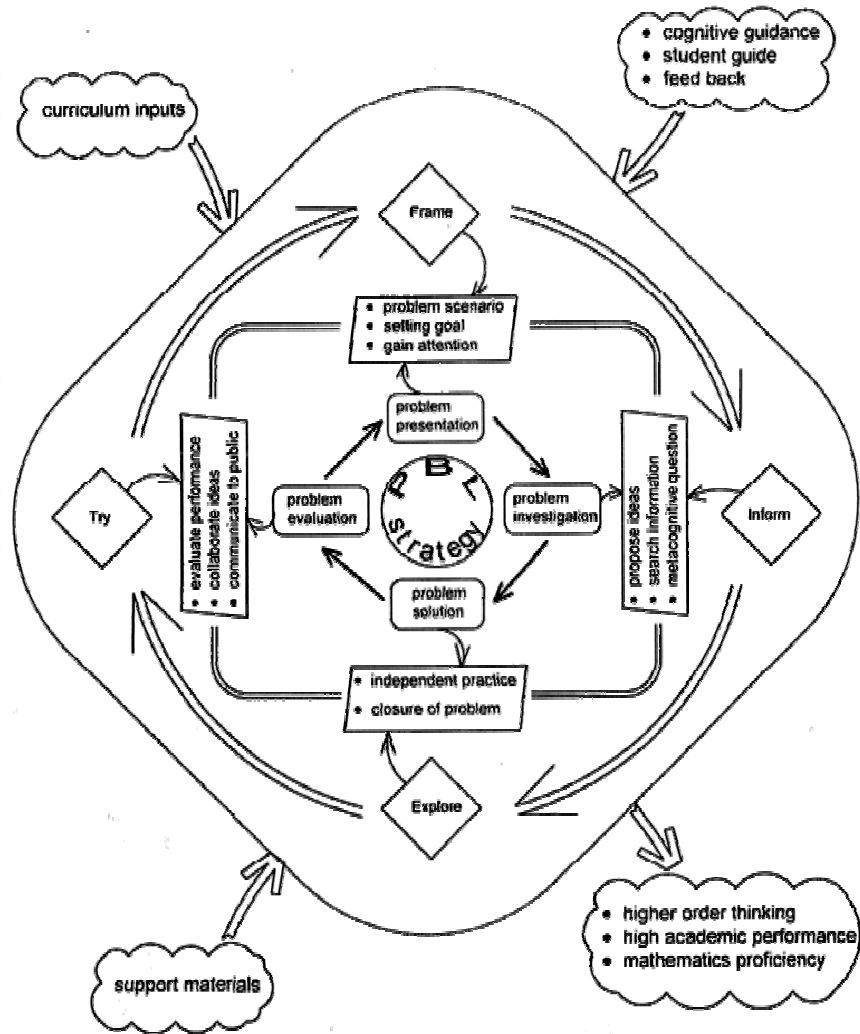 • cognitive guidance
• student guide
• feed back
curriculum inputs
Frame
• problem scenario
• setting goal
• gain attention
problem
presentation
Try
• evaluate performance
• collaborate ideas
• communicate to public
problem
evaluation
PBL
strategy
problem
investigation
• propose ideas
• search information
• metacognitive question
Inform
problem
solution
• independent practice
• closure of problem
Explore
support materials
• higher order thinking
• high academic performance
• mathematics proficiency